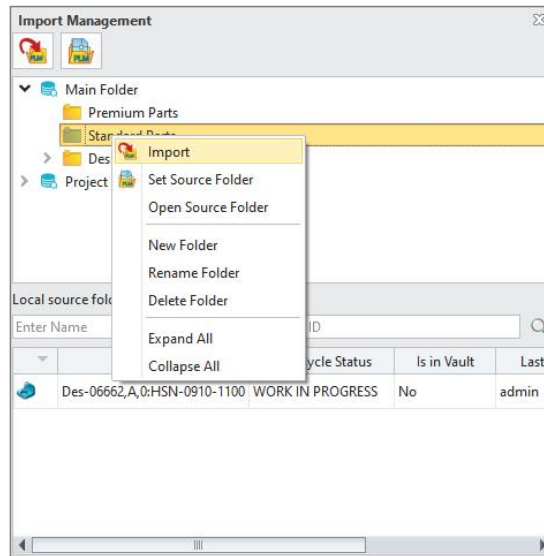 Import Management
PLM
PLM
Main Folder
Premium Parts
Standard Parts
Des
Project
Import
Set Source Folder
Open Source Folder
New Folder
Rename Folder
Delete Folder
Expand All
Collapse All
Local source fold
Enter Name ID
ycle Status Is in Vault Last
Des-06662,A,0:HSN-0910-1100 WORK IN PROGRESS No admin